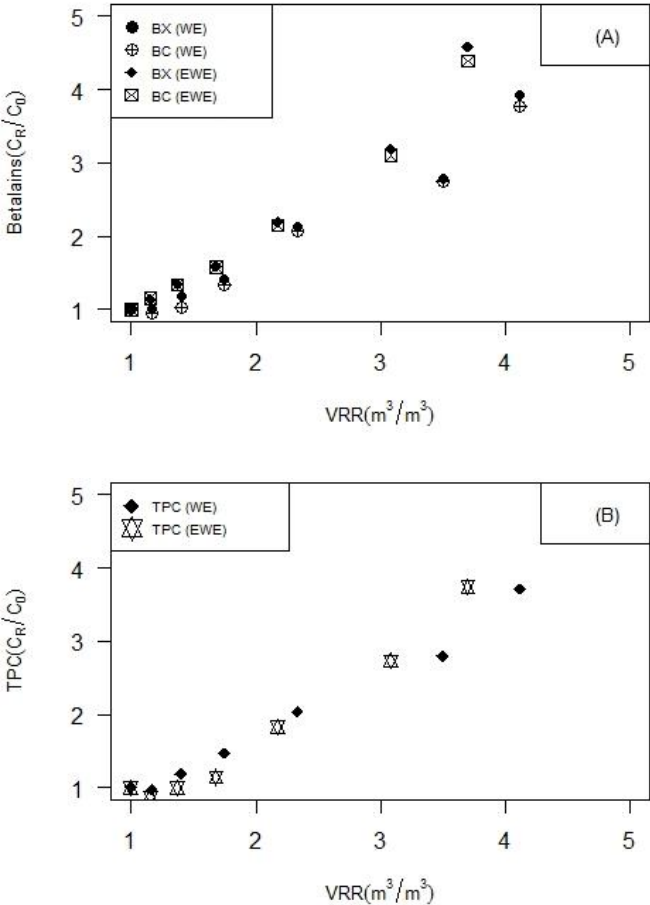 5
4
3
2
1
Betalains(C_R/C_0)
BX (WE)
BC (WE)
BX (EWE)
BC (EWE)
(A)
1 2 3 4 5
VRR(m³/m³)
5
4
3
2
1
TPC(C_R/C_0)
TPC (WE)
TPC (EWE)
(B)
1 2 3 4 5
VRR(m³/m³)